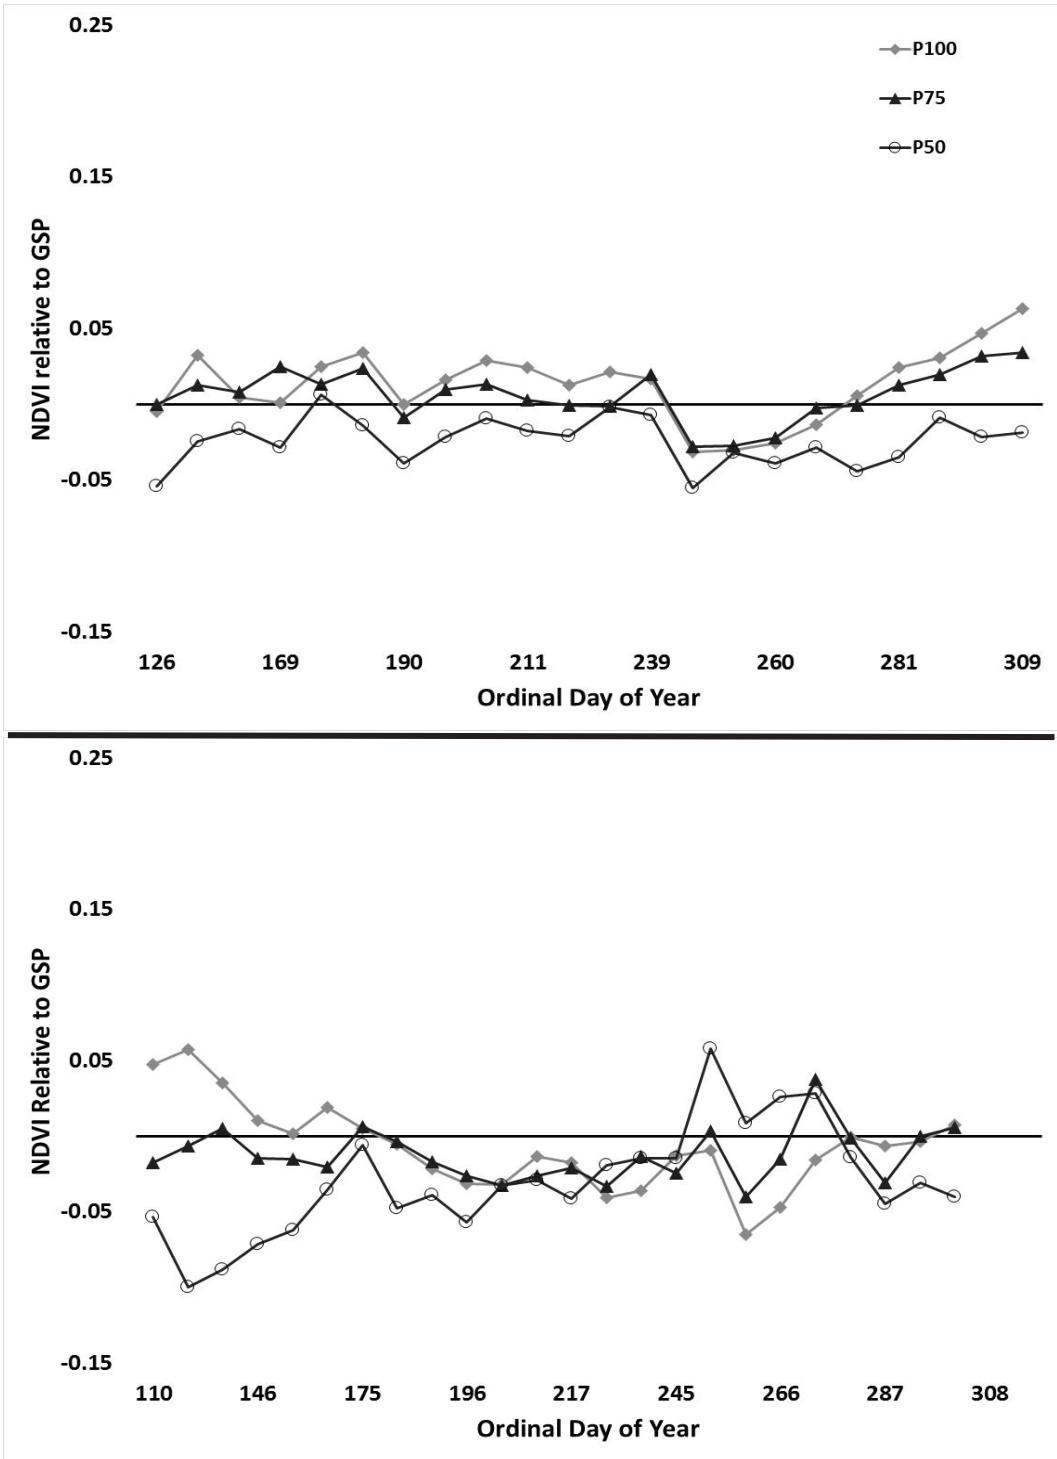 0.25
P100
P75
P50
0.15
0.05
-0.05
-0.15
NDVI relative to GSP
126 169 190 211 239 260 281 309
Ordinal Day of Year
0.25
0.15
0.05
-0.05
-0.15
NDVI Relative to GSP
110 146 175 196 217 245 266 287 308
Ordinal Day of Year